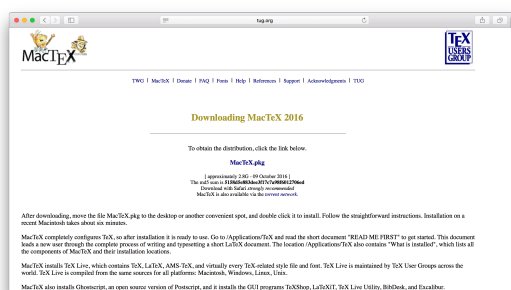 tug.org
MacTeX
TEX
USERS
GROUP
TWG | MacTeX | Donate | FAQ | Fonts | Help | References | Support | Acknowledgments | TUG
Downloading MacTeX 2016
To obtain the distribution, click the link below.
MacTeX.pkg
[ approximately 2.8G - 09 October 2016 ]
The md5 sum is
Download with Safari strongly recommended
MacTeX is also available via the torrent network.
After downloading, move the file MacTeX.pkg to the desktop or another convenient spot, and double click it to install. Follow the straightforward instructions. Installation on a
recent Macintosh takes about six minutes.
MacTeX completely configures TeX, so after installation it is ready to use. Go to /Applications/TeX and read the short document "READ ME FIRST" to get started. This document
leads a new user through the complete process of writing and typesetting a short LaTeX document. The location /Applications/TeX also contains "What is installed", which lists all
the components of MacTeX and their installation locations.
MacTeX installs TeX Live, which contains TeX, LaTeX, AMS-TeX, and virtually every TeX-related style file and font. TeX Live is maintained by TeX User Groups across the
world. TeX Live is compiled from the same sources for all platforms: Macintosh, Windows, Linux, Unix.
MacTeX also installs Ghostscript, an open source version of Postscript, and it installs the GUI programs TeXShop, LaTeXiT, TeX Live Utility, BibDesk, and Excalibur.